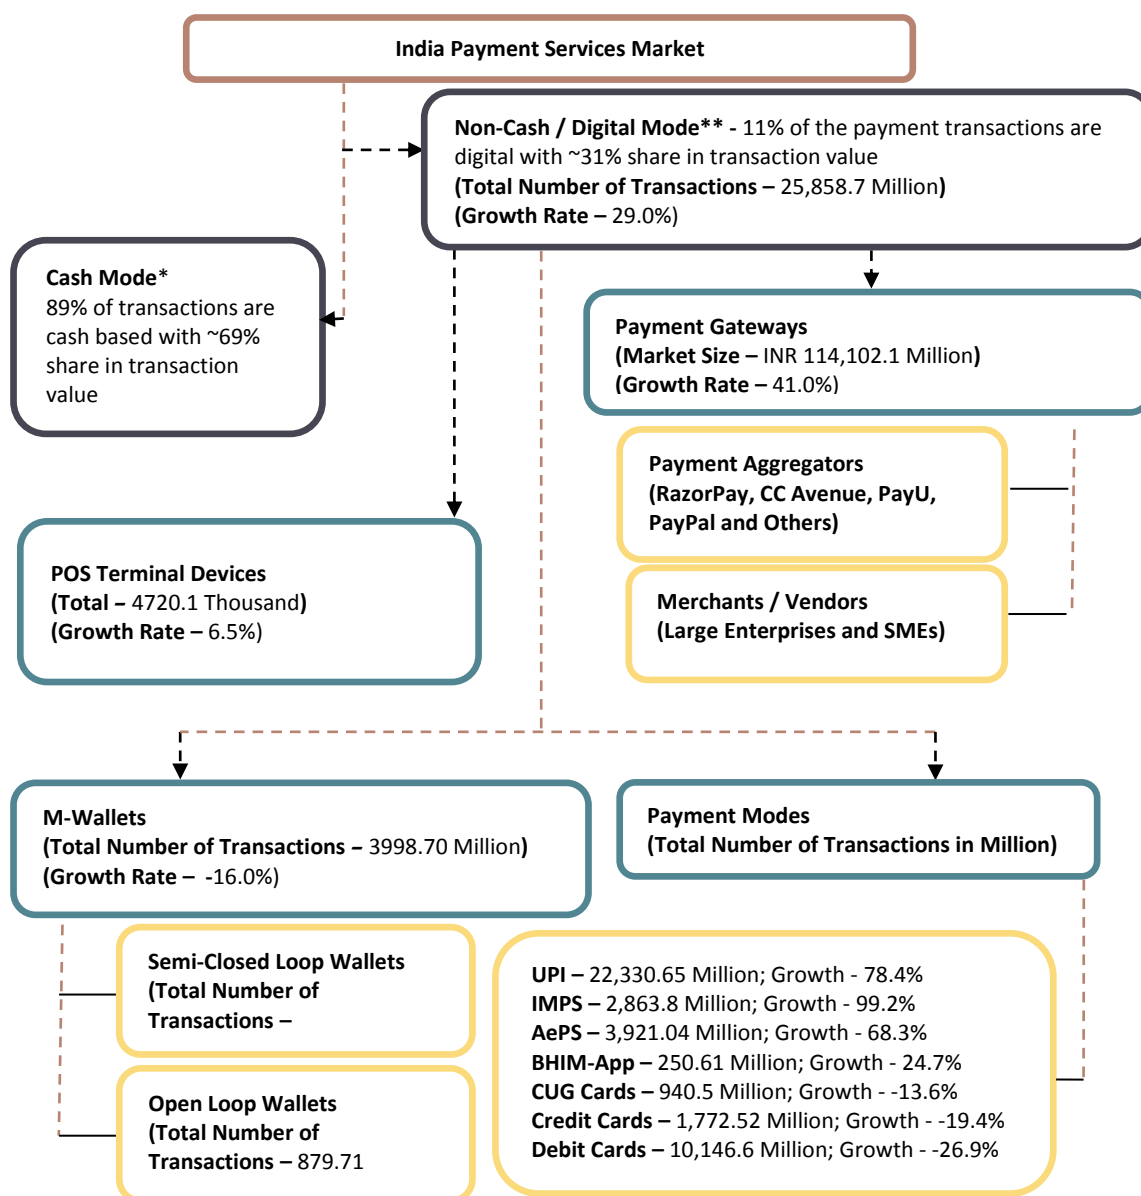 India Payment Services Market
Non-Cash / Digital Mode** - 11% of the payment transactions are
digital with ~31% share in transaction value
(Total Number of Transactions – 25,858.7 Million)
(Growth Rate – 29.0%)
Cash Mode*
89% of transactions are
cash based with ~69%
share in transaction
value
Payment Gateways
(Market Size – INR 114,102.1 Million)
(Growth Rate – 41.0%)
Payment Aggregators
(RazorPay, CC Avenue, PayU,
PayPal and Others)
POS Terminal Devices
(Total – 4720.1 Thousand)
(Growth Rate – 6.5%)
Merchants / Vendors
(Large Enterprises and SMEs)
M-Wallets
(Total Number of Transactions – 3998.70 Million)
(Growth Rate – -16.0%)
Payment Modes
(Total Number of Transactions in Million)
Semi-Closed Loop Wallets
(Total Number of
Transactions –
Open Loop Wallets
(Total Number of
Transactions – 879.71
UPI – 22,330.65 Million; Growth - 78.4%
IMPS – 2,863.8 Million; Growth - 99.2%
AePS – 3,921.04 Million; Growth - 68.3%
BHIM-App – 250.61 Million; Growth - 24.7%
CUG Cards – 940.5 Million; Growth - -13.6%
Credit Cards – 1,772.52 Million; Growth - -19.4%
Debit Cards – 10,146.6 Million; Growth - -26.9%